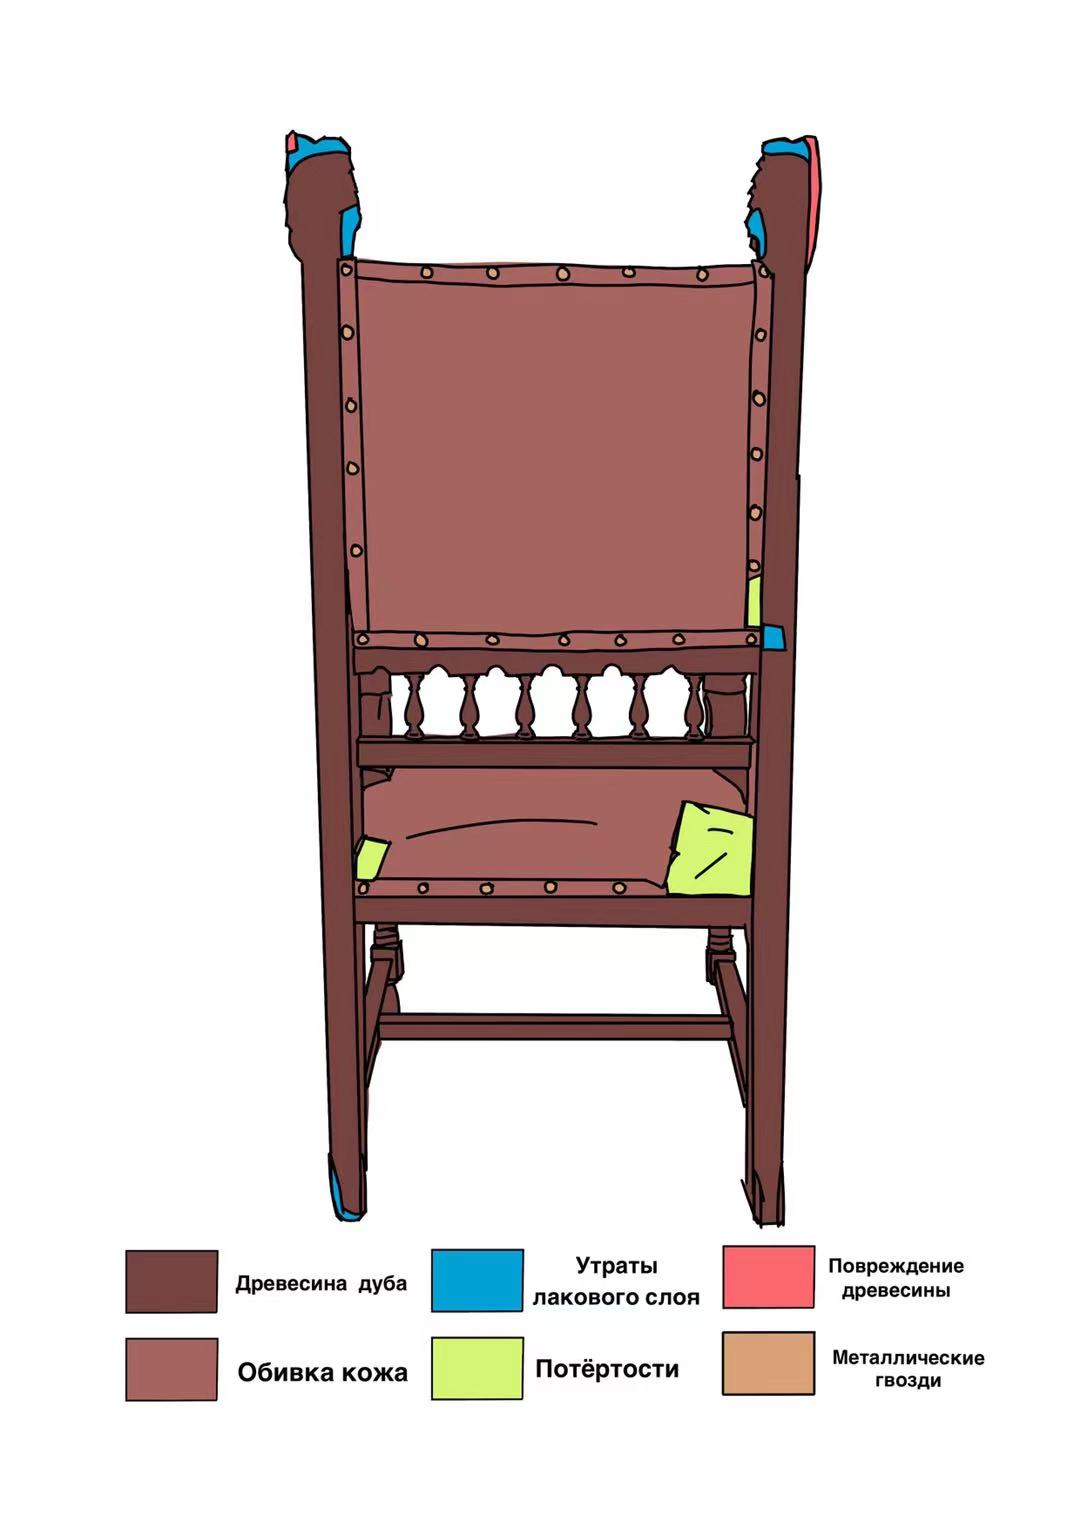 Древесина дуба
Утраты
лакового слоя
Повреждение
древесины
Обивка кожа
Потёртости
Металлические
гвозди